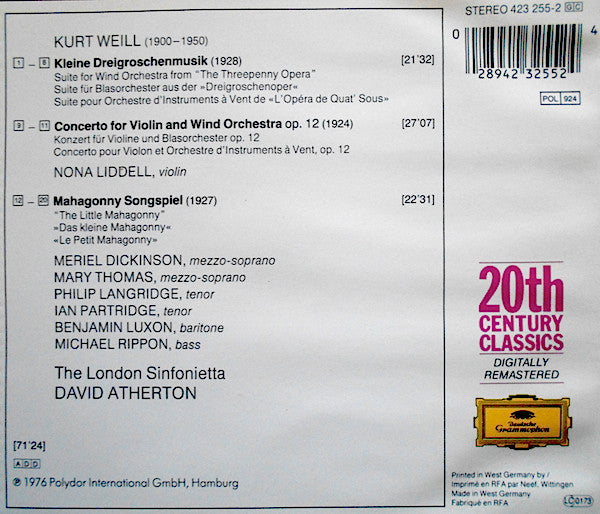 KURT WEILL (1900–1950)
1 – 8 Kleine Dreigroschenmusik (1928) [21'32]
Suite for Wind Orchestra from "The Threepenny Opera"
Suite für Blasorchester aus der »Dreigroschenoper«
Suite pour Orchestre d'Instruments à Vent de «L'Opéra de Quat' Sous»
9 – 11 Concerto for Violin and Wind Orchestra op. 12 (1924) [27'07]
Konzert für Violine und Blasorchester op. 12
Concerto pour Violon et Orchestre d'Instruments à Vent, op. 12
NONA LIDDELL, violin
12 – 20 Mahagonny Songspiel (1927) [22'31]
"The Little Mahagonny"
»Das kleine Mahagonny«
«Le Petit Mahagonny»
MERIEL DICKINSON, mezzo-soprano
MARY THOMAS, mezzo-soprano
PHILIP LANGRIDGE, tenor
IAN PARTRIDGE, tenor
BENJAMIN LUXON, baritone
MICHAEL RIPPON, bass
The London Sinfonietta
DAVID ATHERTON
[71'24]
ADD
℗ 1976 Polydor International GmbH, Hamburg
STEREO 423 255-2 GC
0 28942 32552 4
POL 924
20th
CENTURY
CLASSICS
DIGITALLY
REMASTERED
Deutsche
Grammophon
Printed in West Germany by /
Imprimé en RFA par Neef, Wittingen
Made in West Germany
Fabriqué en RFA
LC 0173